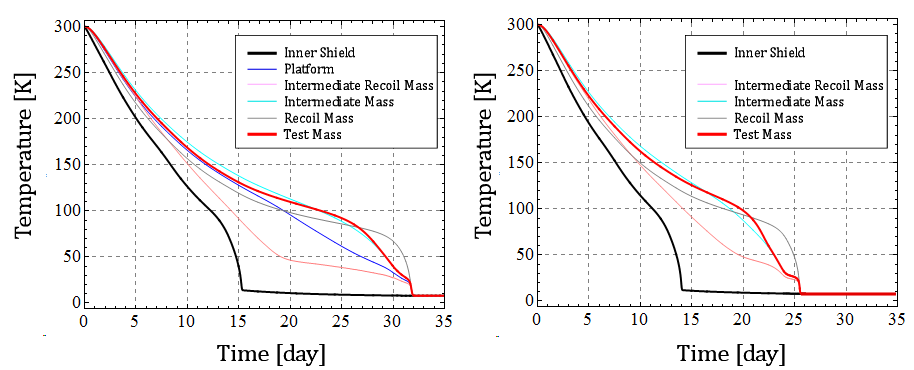 Temperature [K]
300
250
200
150
100
50
0
Inner Shield
Platform
Intermediate Recoil Mass
Intermediate Mass
Recoil Mass
Test Mass
0 5 10 15 20 25 30 35
Time [day]
Temperature [K]
300
250
200
150
100
50
0
Inner Shield
Intermediate Recoil Mass
Intermediate Mass
Recoil Mass
Test Mass
0 5 10 15 20 25 30 35
Time [day]